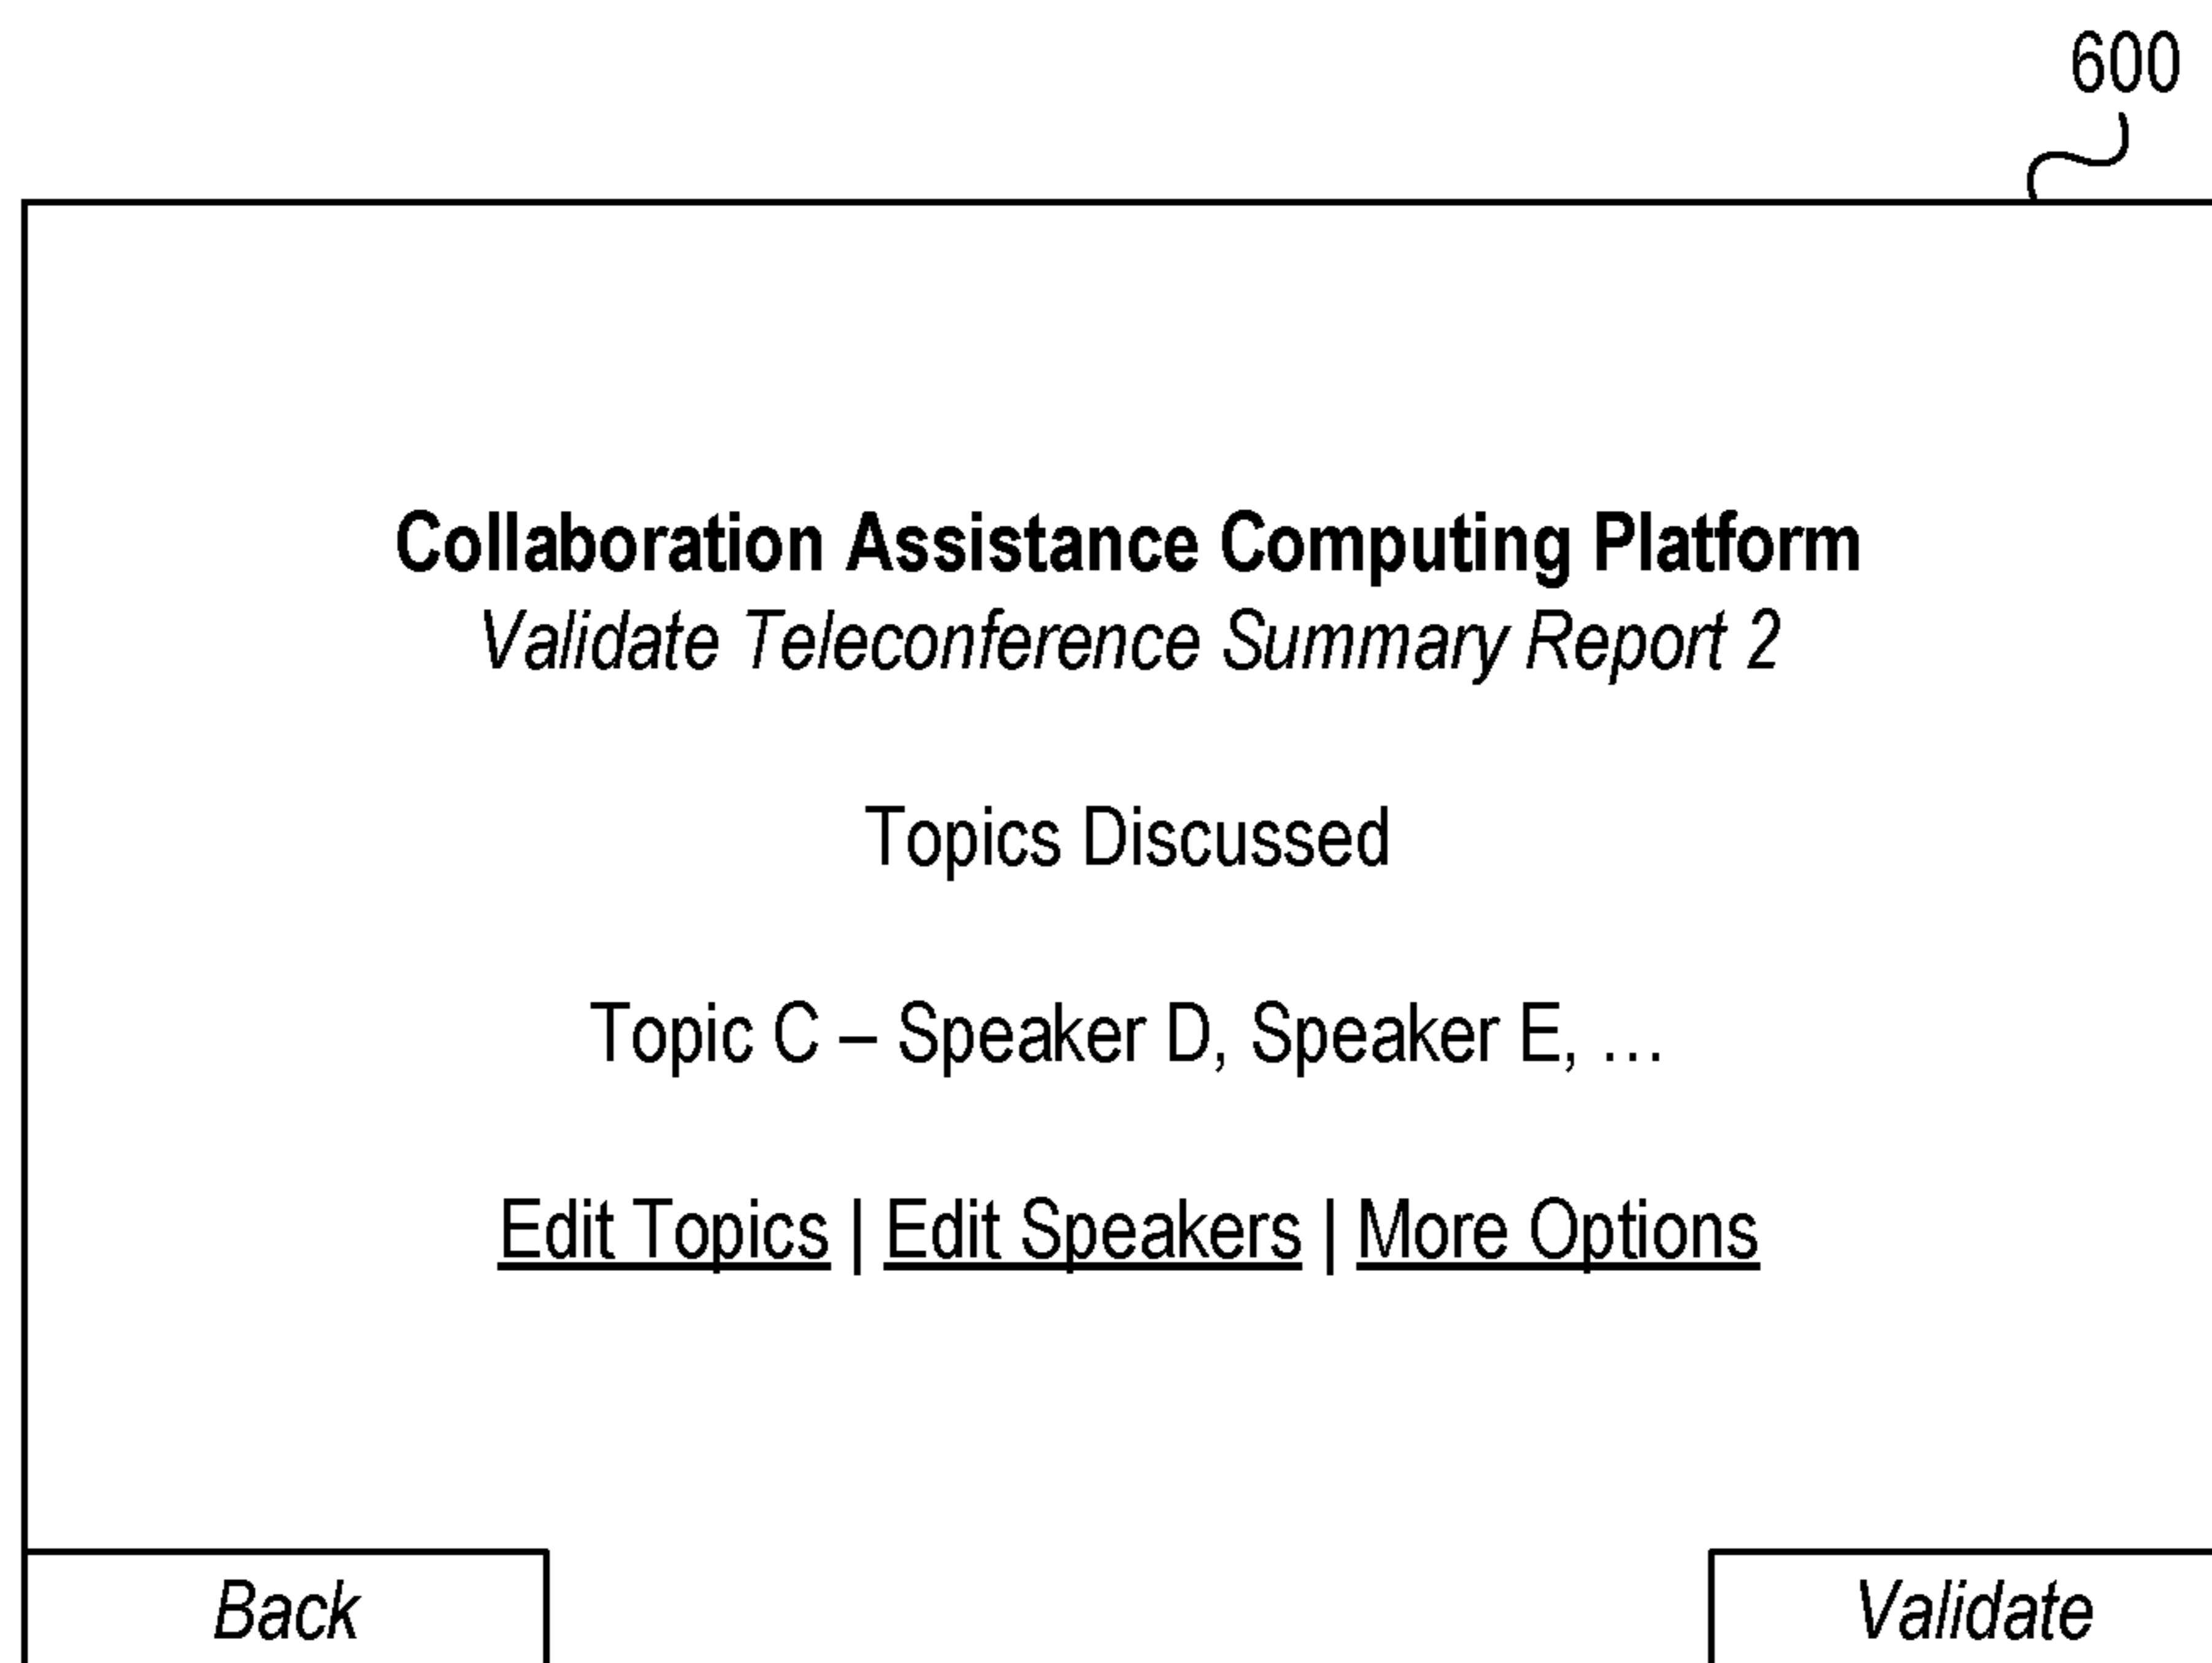 600
Collaboration Assistance Computing Platform
Validate Teleconference Summary Report 2
Topics Discussed
Topic C – Speaker D, Speaker E, …
Edit Topics | Edit Speakers | More Options
Back
Validate